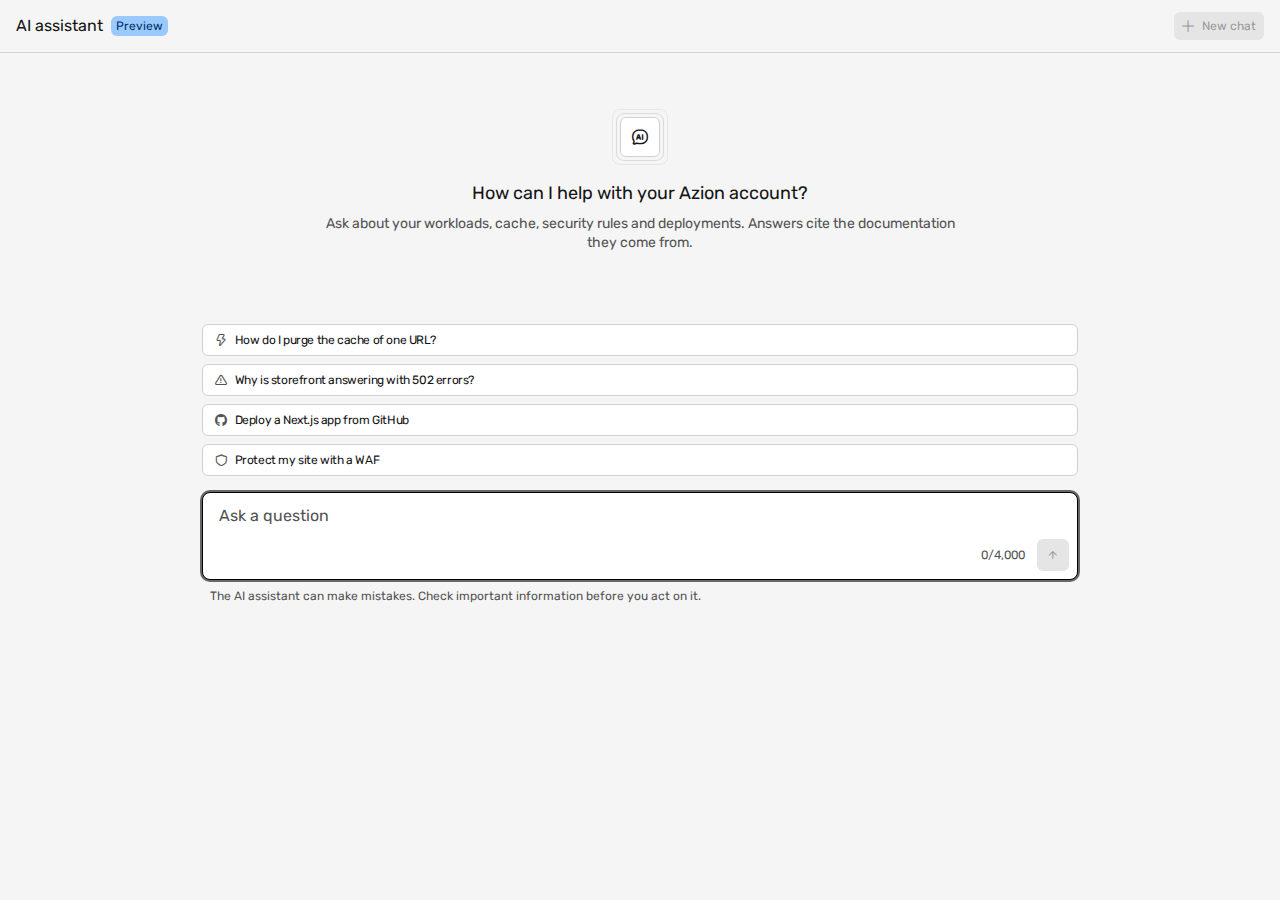 AI assistant
Preview
New chat
AI
How can I help with your Azion account?
Ask about your workloads, cache, security rules and deployments. Answers cite the documentation
they come from.
How do I purge the cache of one URL?
Why is storefront answering with 502 errors?
Deploy a Next.js app from GitHub
Protect my site with a WAF
Ask a question
0/4,000
The AI assistant can make mistakes. Check important information before you act on it.